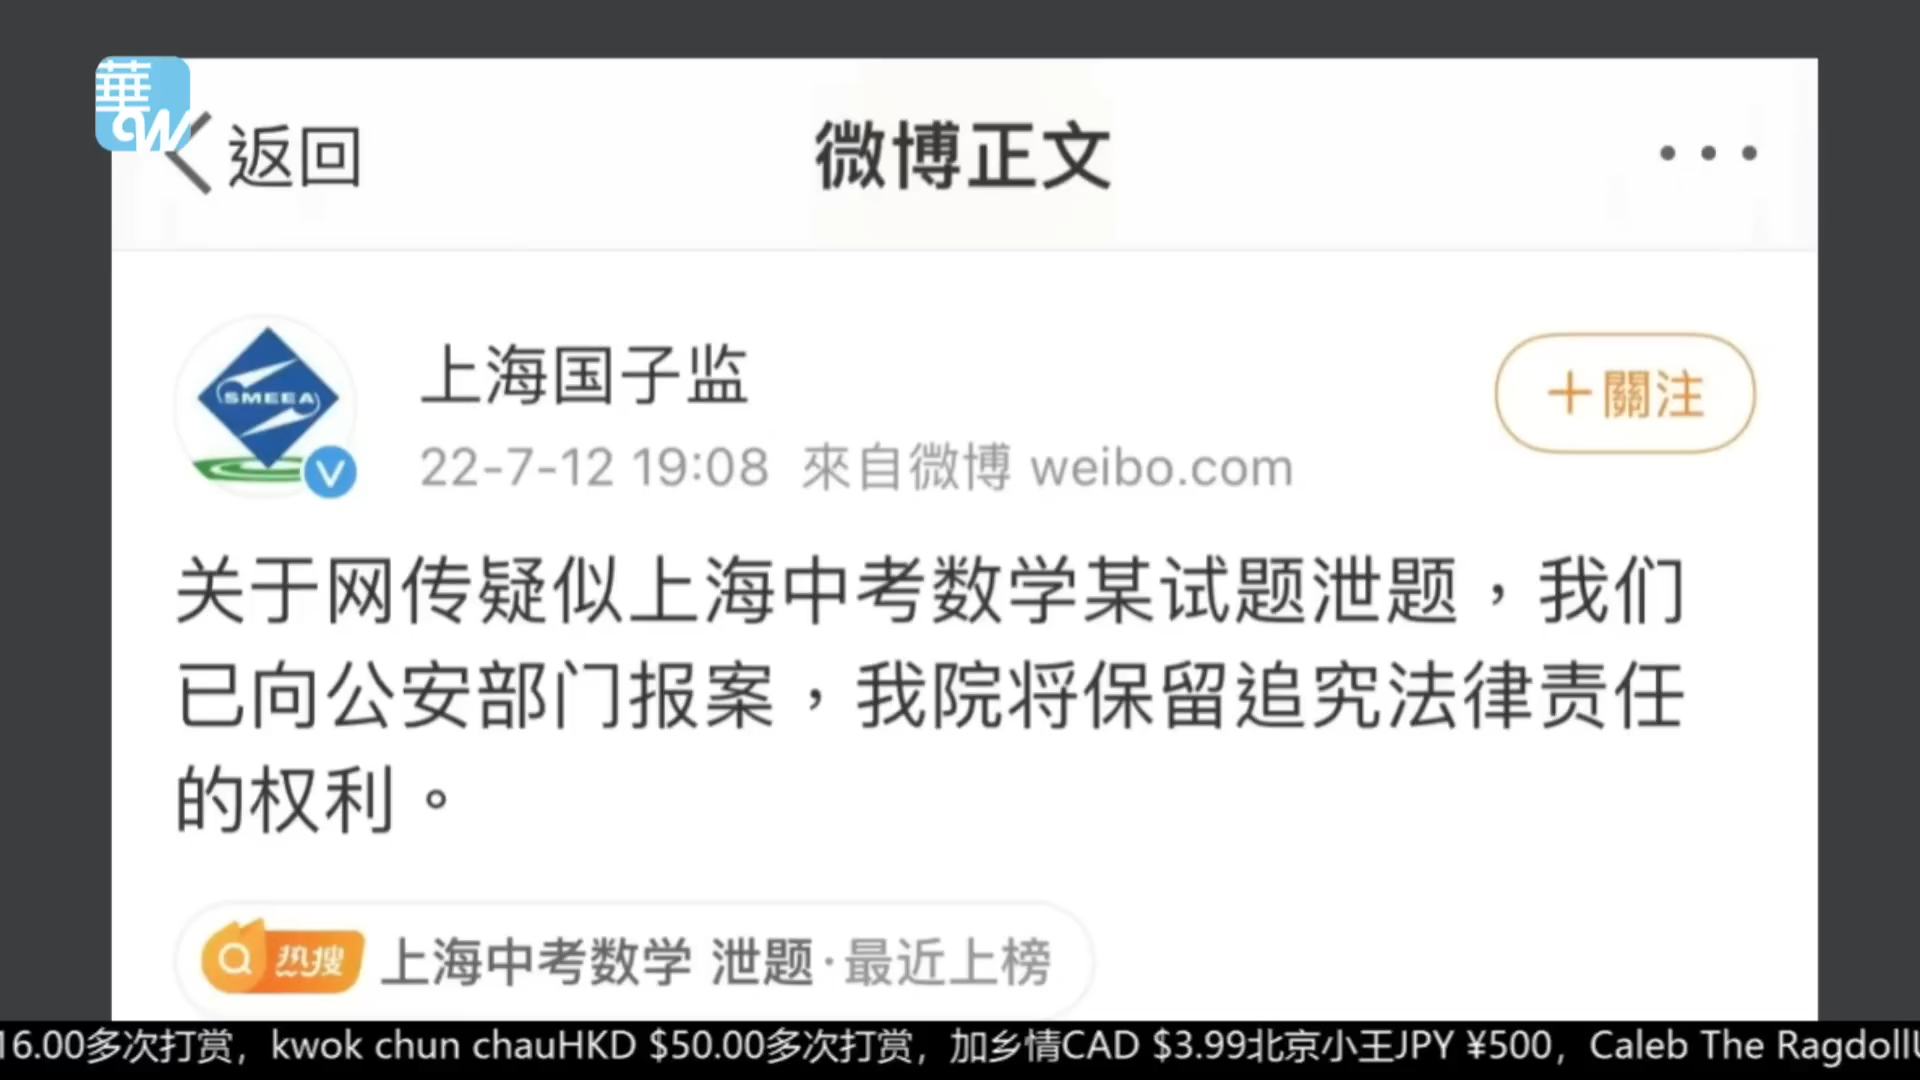 華
W
返回
微博正文
SMEEA
V
上海国子监
+關注
22-7-12 19:08 來自微博 weibo.com
关于网传疑似上海中考数学某试题泄题，我们
已向公安部门报案，我院将保留追究法律责任
的权利。
热搜 上海中考数学 泄题·最近上榜
16.00多次打赏，kwok chun chauHKD $50.00多次打赏，加乡情CAD $3.99北京小王JPY ¥500，Caleb The RagdollU